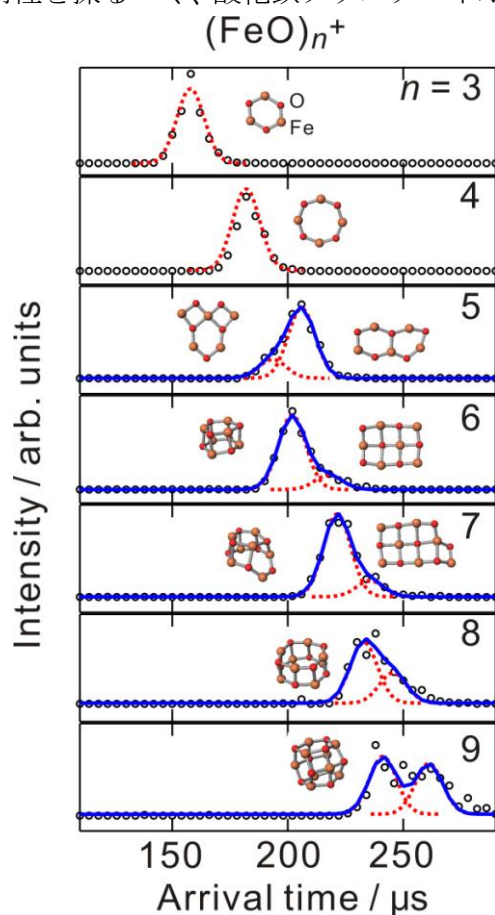 (FeO)n+
n = 3
O
Fe
4
5
6
7
8
9
Intensity / arb. units
150 200 250
Arrival time / μs